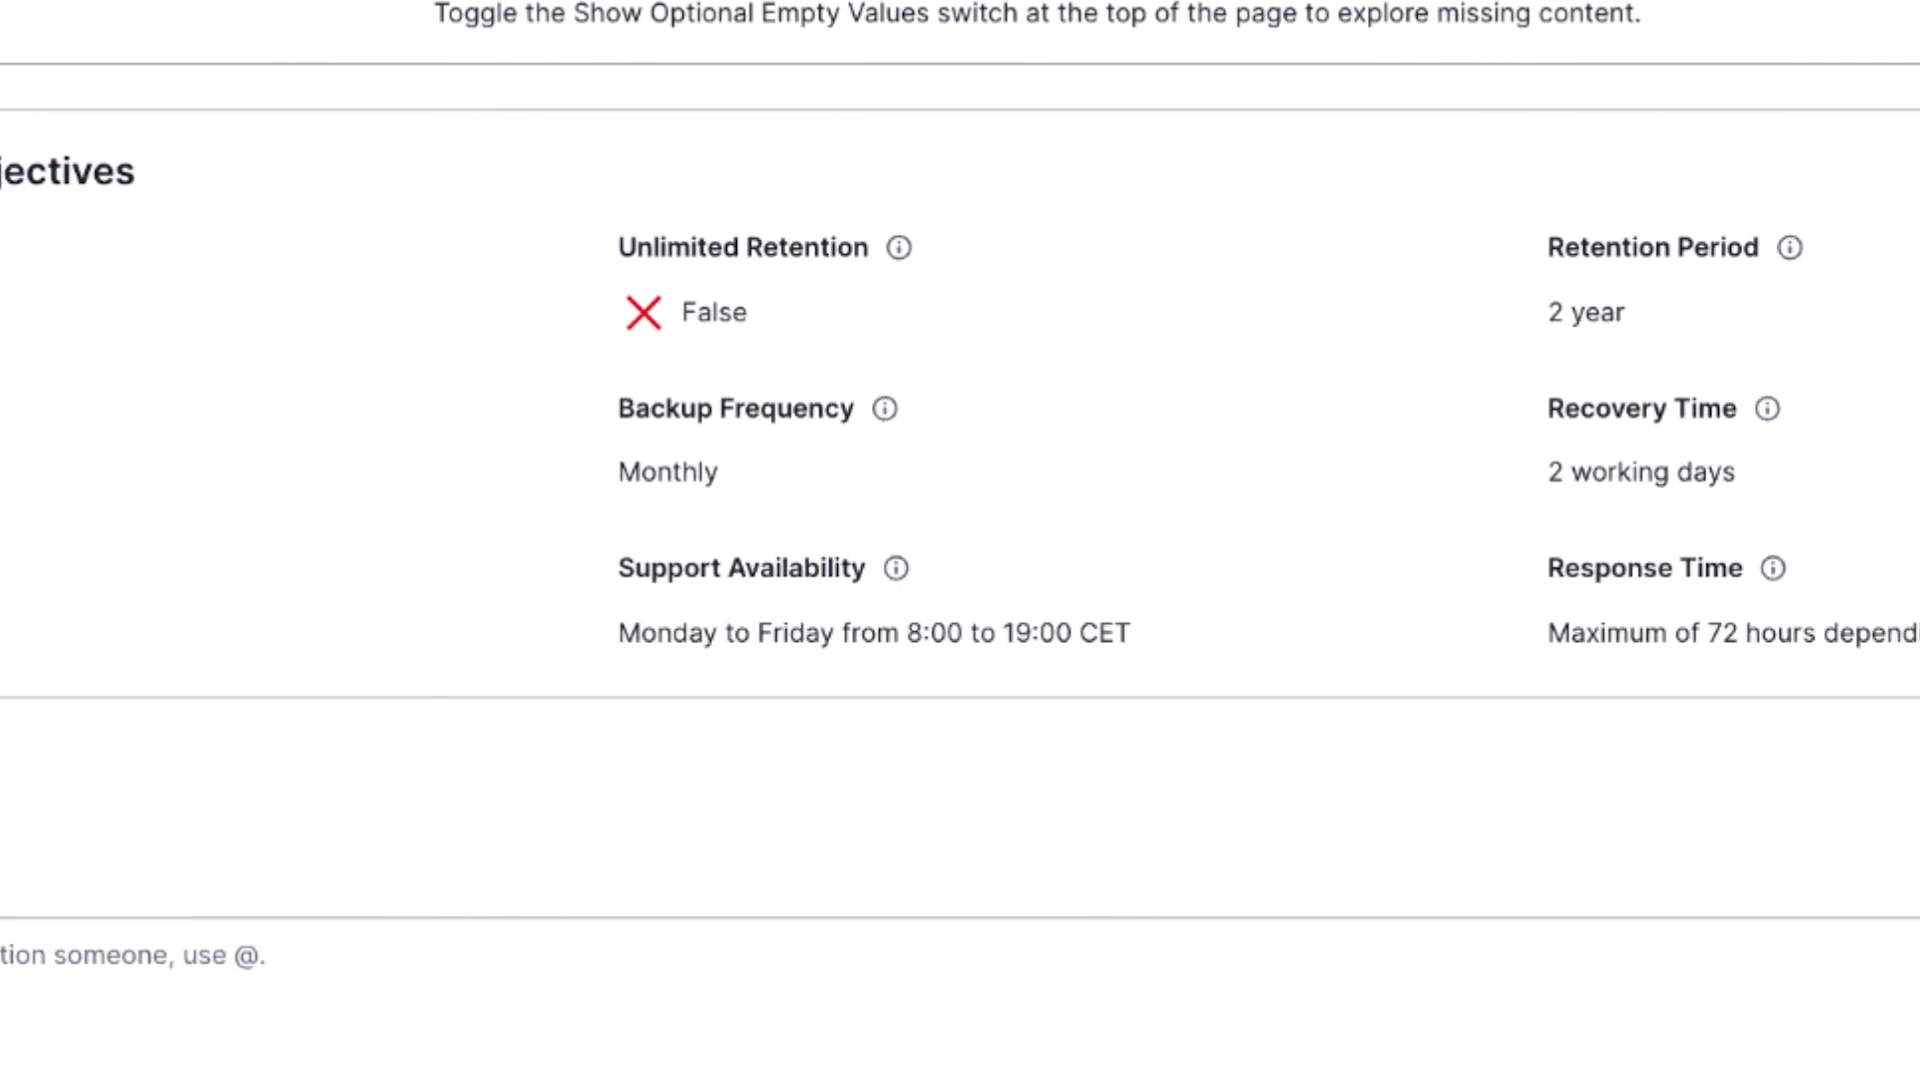 Toggle the Show Optional Empty Values switch at the top of the page to explore missing content.
jectives
Unlimited Retention
Retention Period
False
2 year
Backup Frequency
Recovery Time
Monthly
2 working days
Support Availability
Response Time
Monday to Friday from 8:00 to 19:00 CET
Maximum of 72 hours dependi
tion someone, use @.